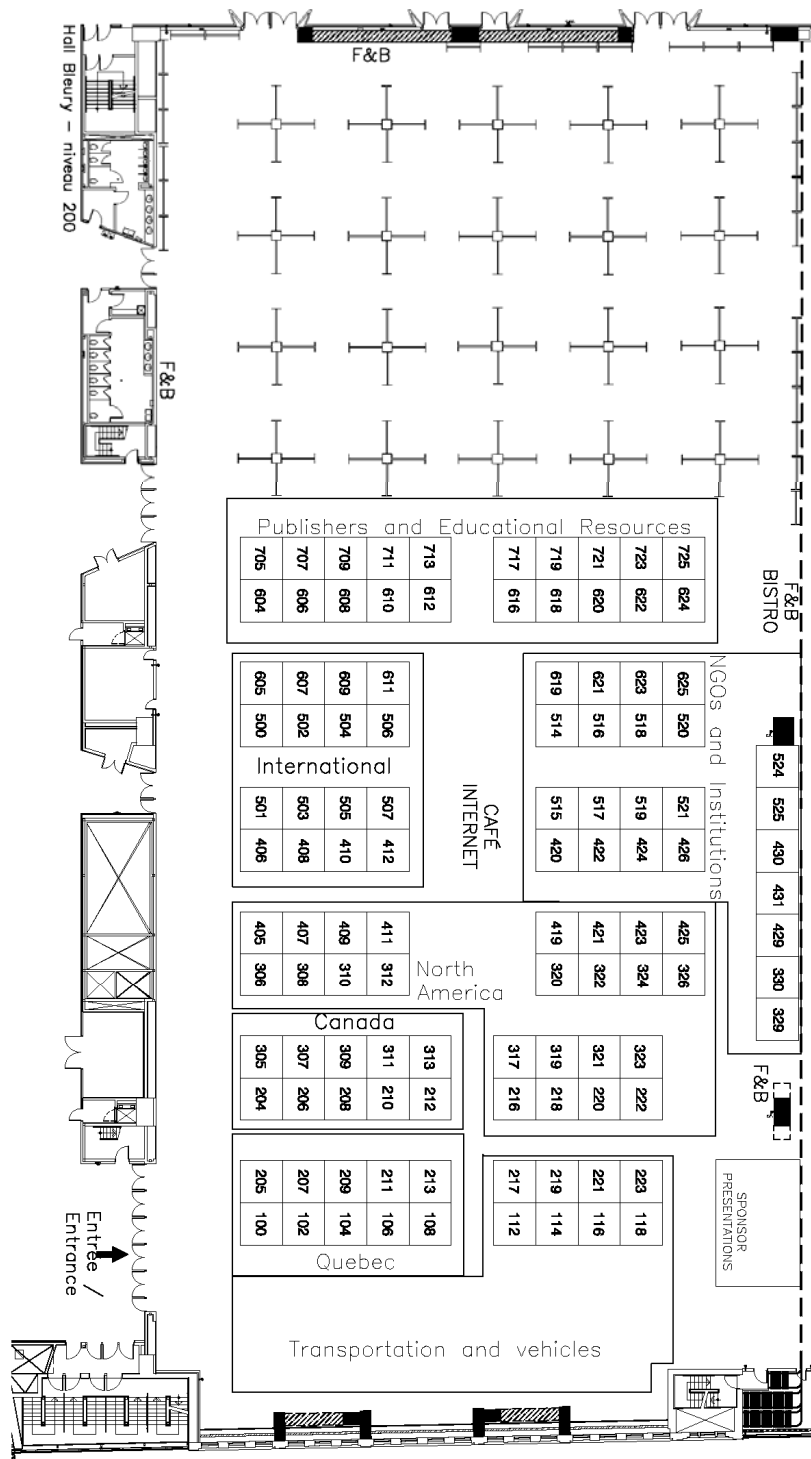 F&B
Hall Bleury – niveau 200
F&B
Publishers and Educational Resources
705 707 709 711 713 717 719 721 723 725
604 606 608 610 612 616 618 620 622 624
F&B
BISTRO
NGOs and Institutions
605 607 609 611 619 621 623 625
500 502 504 506 514 516 518 520
524
525
430
431
429
330
329
International
CAFÉ
INTERNET
501 503 505 507 515 517 519 521
406 408 410 412 420 422 424 426
405 407 409 411 419 421 423 425
306 308 310 312 320 322 324 326
North
America
Canada
305 307 309 311 313 317 319 321 323
204 206 208 210 212 216 218 220 222
F&B
205 207 209 211 213 217 219 221 223
100 102 104 106 108 112 114 116 118
SPONSOR
PRESENTATIONS
Quebec
Entrée /
Entrance
Transportation and vehicles